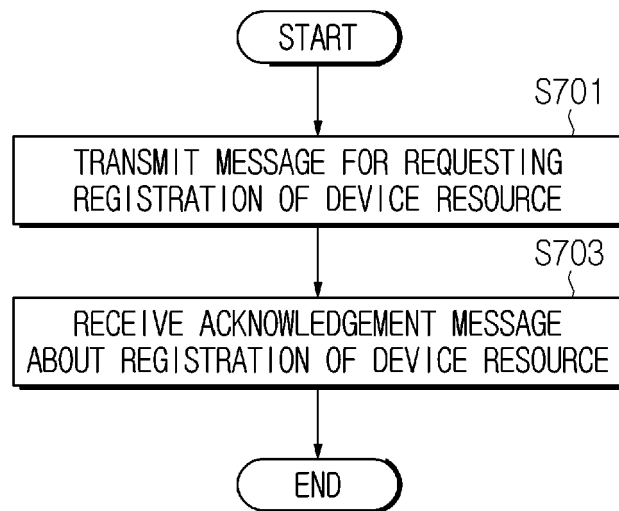 START
S701
TRANSMIT MESSAGE FOR REQUESTING
REGISTRATION OF DEVICE RESOURCE
S703
RECEIVE ACKNOWLEDGEMENT MESSAGE
ABOUT REGISTRATION OF DEVICE RESOURCE
END